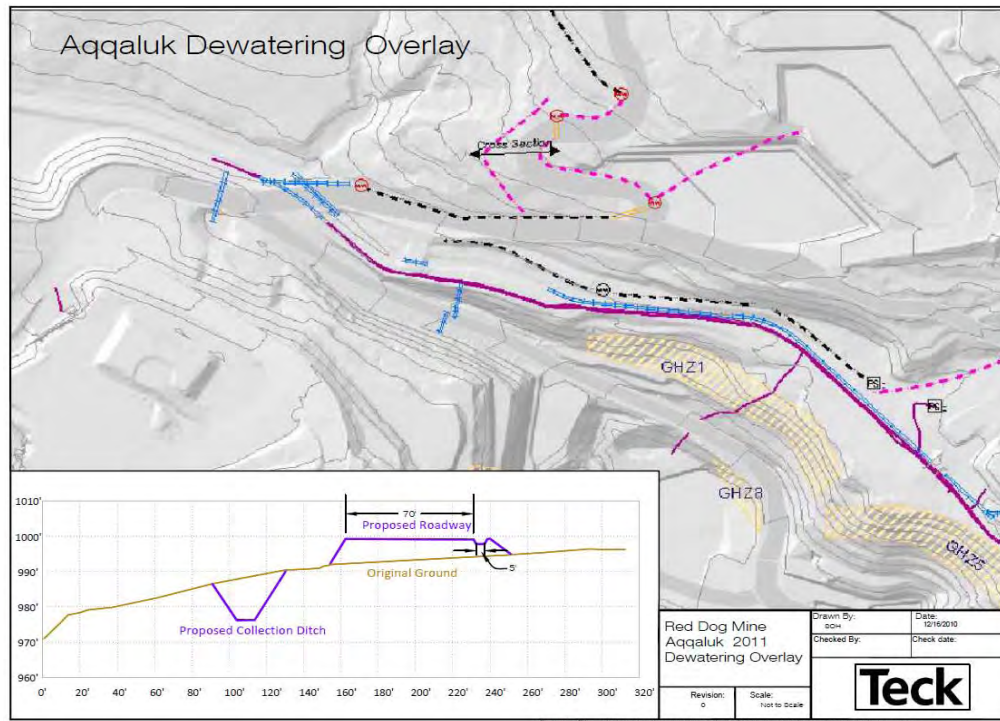 Aqqaluk Dewatering Overlay
Cross Section
GHZ1
GHZ8
PS
PS
1010'
1000'
990'
980'
970'
960'
0'
20'
40'
60'
80'
100'
120'
140'
160'
180'
200'
220'
240'
260'
280'
300'
320'
70'
Proposed Roadway
5'
Original Ground
Proposed Collection Ditch
Red Dog Mine
Aqqaluk 2011
Dewatering Overlay
Drawn By:
Date:
12/16/2010
Checked By:
Check date:
Revision:
0
Scale:
Not to Scale
Teck